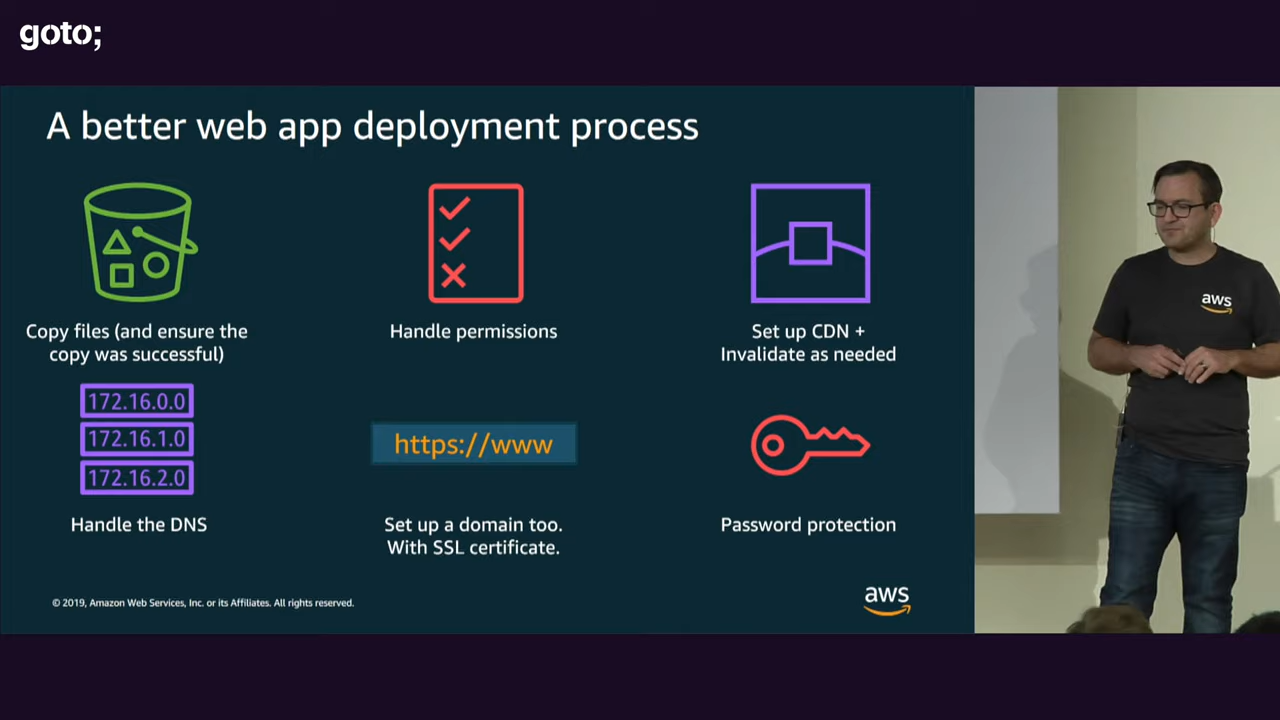 goto;
A better web app deployment process
Copy files (and ensure the
copy was successful)
Handle permissions
Set up CDN +
Invalidate as needed
172.16.0.0
172.16.1.0
172.16.2.0
Handle the DNS
https://www
Set up a domain too.
With SSL certificate.
Password protection
© 2019, Amazon Web Services, Inc. or its Affiliates. All rights reserved.
aws
aws